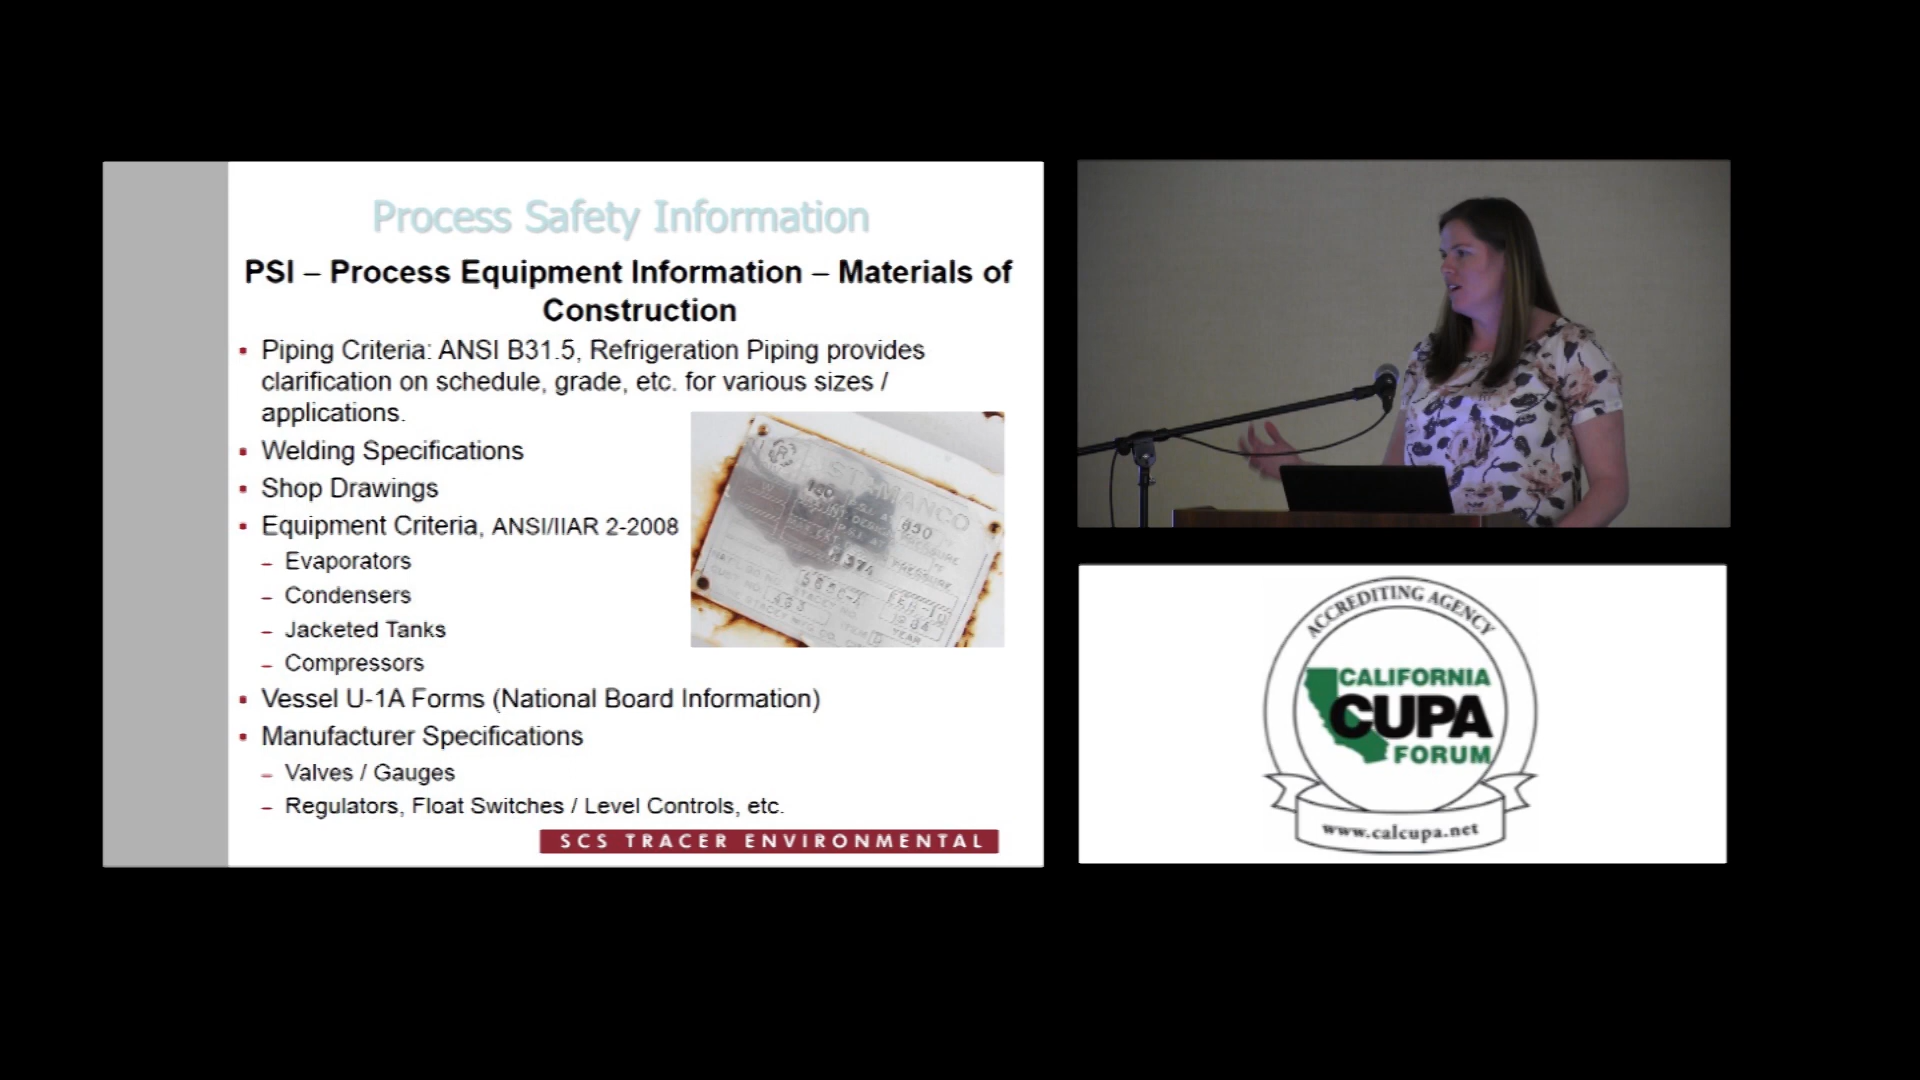 Process Safety Information
PSI – Process Equipment Information – Materials of
Construction
▪ Piping Criteria: ANSI B31.5, Refrigeration Piping provides
clarification on schedule, grade, etc. for various sizes /
applications.
▪ Welding Specifications
▪ Shop Drawings
▪ Equipment Criteria, ANSI/IIAR 2-2008
– Evaporators
– Condensers
– Jacketed Tanks
– Compressors
▪ Vessel U-1A Forms (National Board Information)
▪ Manufacturer Specifications
– Valves / Gauges
– Regulators, Float Switches / Level Controls, etc.
650
PRESSURE
YEAR
SCS TRACER ENVIRONMENTAL
ACCREDITING AGENCY
CALIFORNIA
CUPA
FORUM
www.calcupa.net